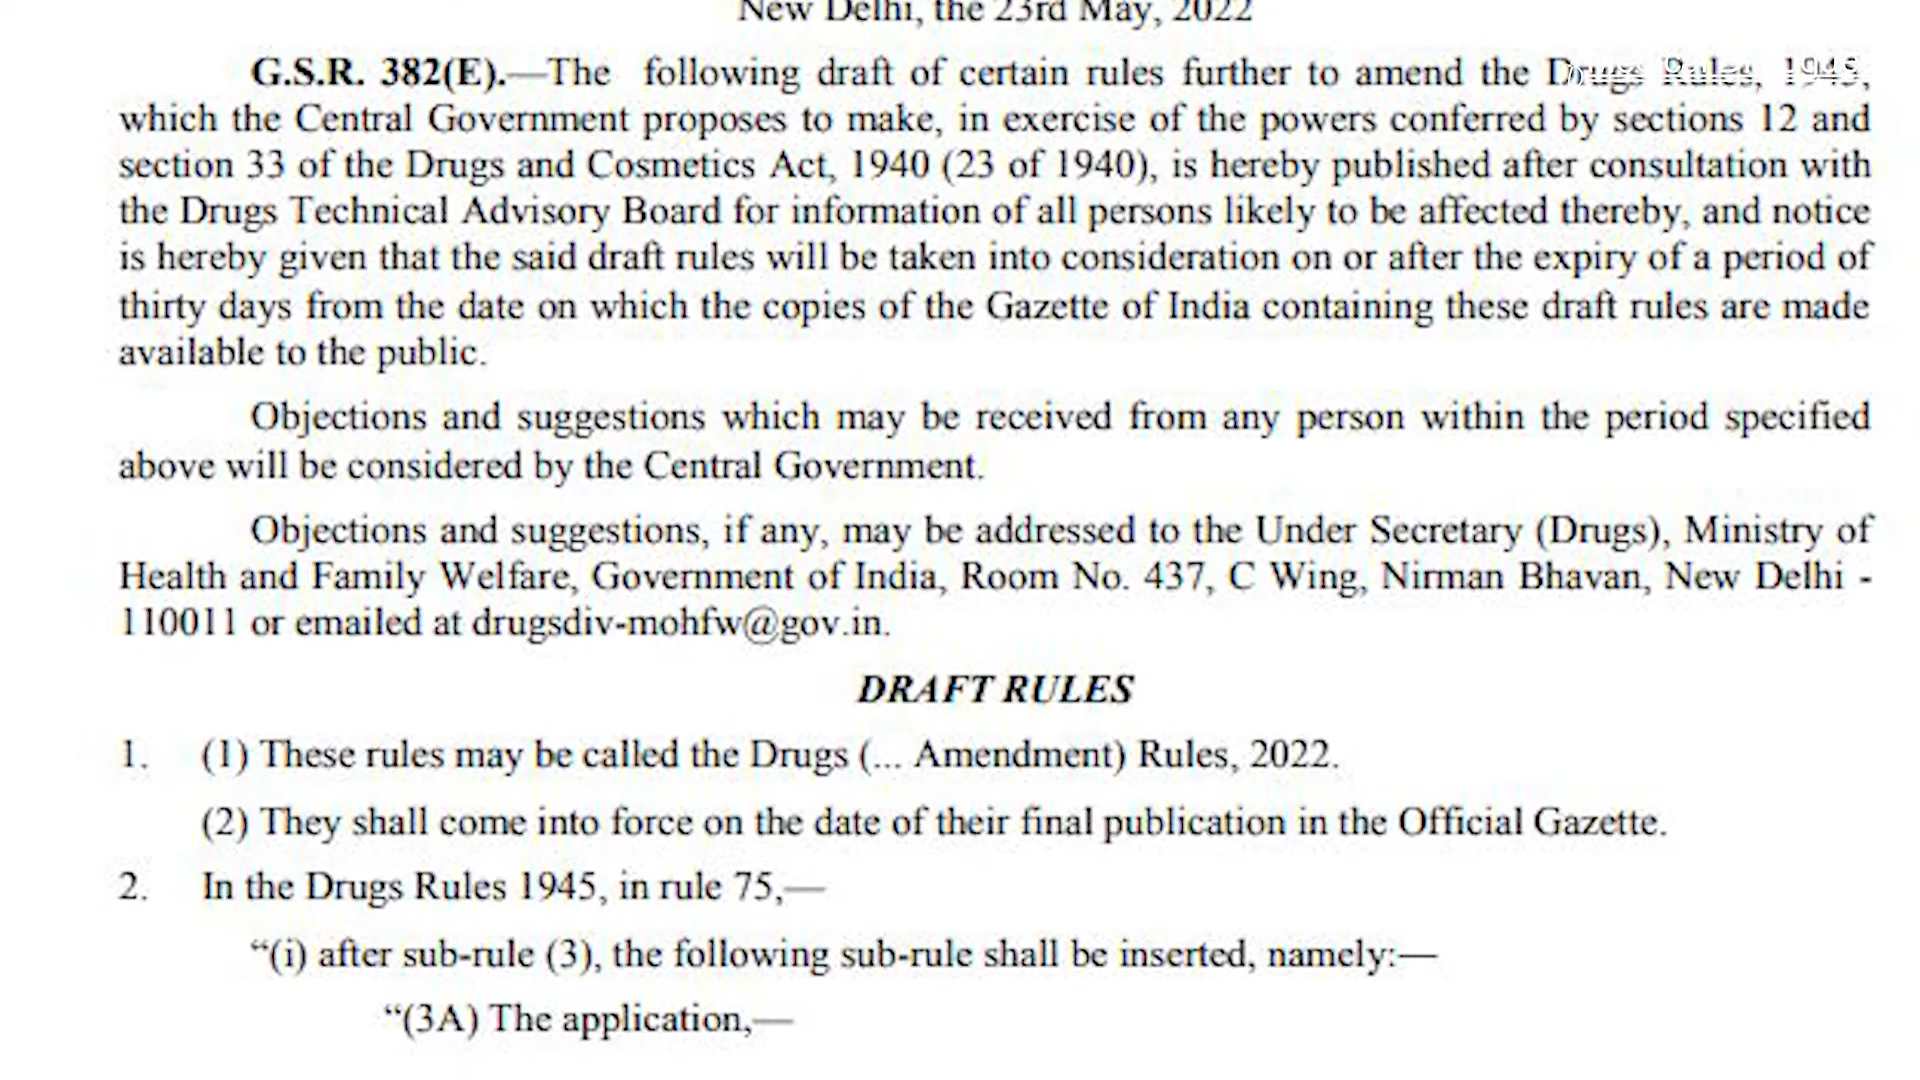 New Delhi, the 23rd May, 2022
G.S.R. 382(E).—The following draft of certain rules further to amend the Drugs Rules, 1945,
which the Central Government proposes to make, in exercise of the powers conferred by sections 12 and
section 33 of the Drugs and Cosmetics Act, 1940 (23 of 1940), is hereby published after consultation with
the Drugs Technical Advisory Board for information of all persons likely to be affected thereby, and notice
is hereby given that the said draft rules will be taken into consideration on or after the expiry of a period of
thirty days from the date on which the copies of the Gazette of India containing these draft rules are made
available to the public.
Objections and suggestions which may be received from any person within the period specified
above will be considered by the Central Government.
Objections and suggestions, if any, may be addressed to the Under Secretary (Drugs), Ministry of
Health and Family Welfare, Government of India, Room No. 437, C Wing, Nirman Bhavan, New Delhi -
110011 or emailed at drugsdiv-mohfw@gov.in.
DRAFT RULES
1. (1) These rules may be called the Drugs (... Amendment) Rules, 2022.
(2) They shall come into force on the date of their final publication in the Official Gazette.
2. In the Drugs Rules 1945, in rule 75,—
“(i) after sub-rule (3), the following sub-rule shall be inserted, namely:—
“(3A) The application,—